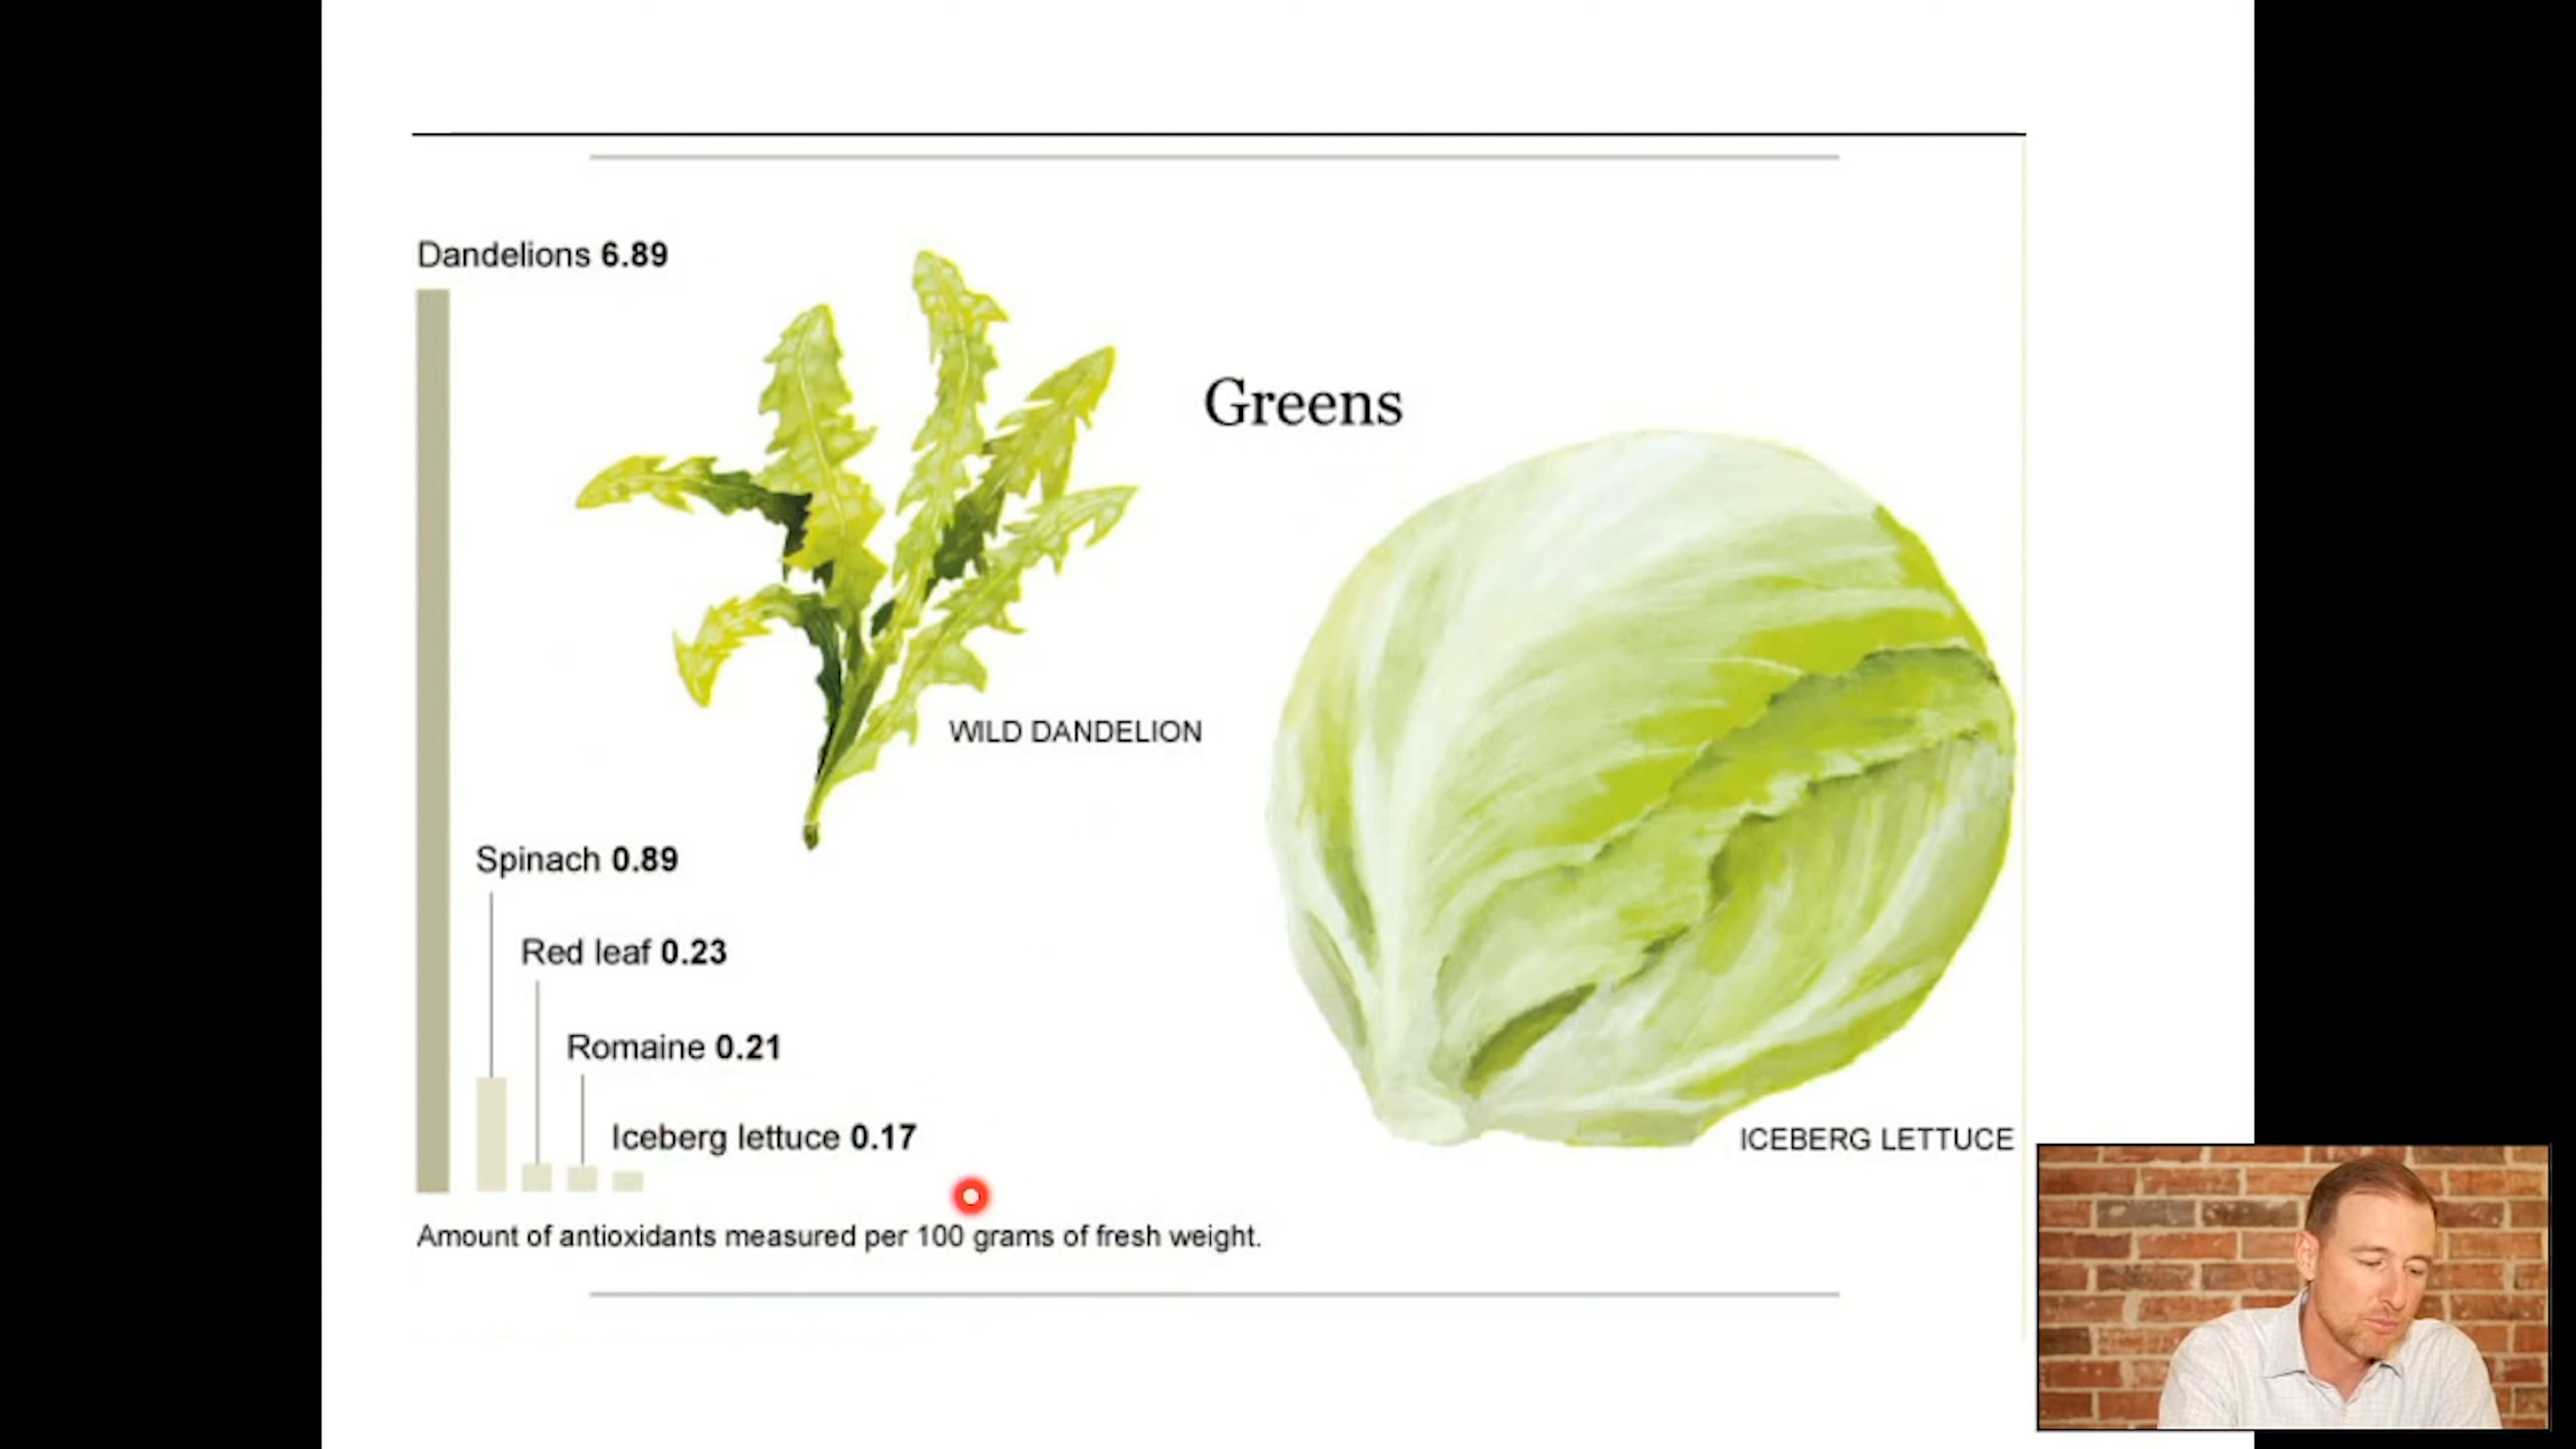 Dandelions 6.89
Greens
WILD DANDELION
Spinach 0.89
Red leaf 0.23
Romaine 0.21
Iceberg lettuce 0.17
ICEBERG LETTUCE
Amount of antioxidants measured per 100 grams of fresh weight.